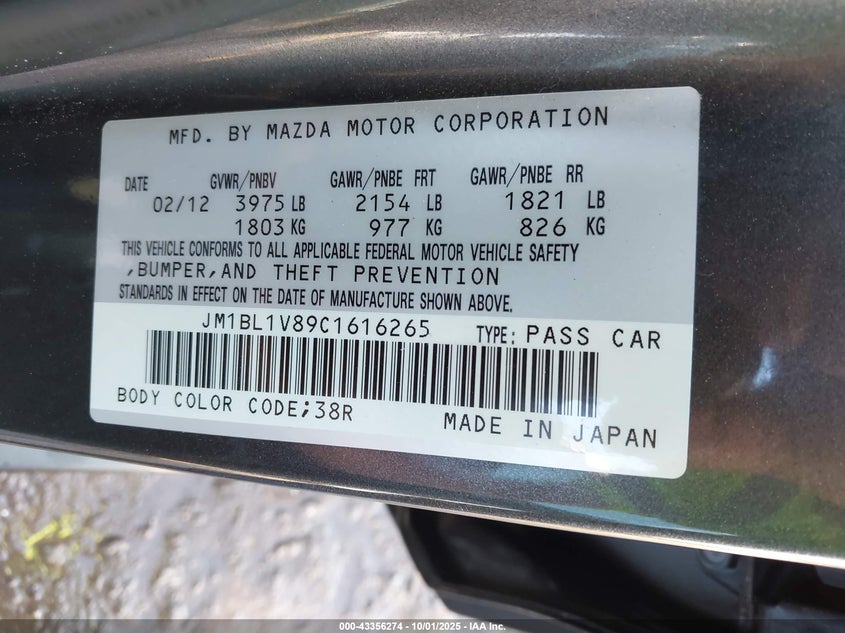 MFD. BY MAZDA MOTOR CORPORATION
DATE GVWR/PNBV GAWR/PNBE FRT GAWR/PNBE RR
02/12 3975 LB 2154 LB 1821 LB
1803 KG 977 KG 826 KG
THIS VEHICLE CONFORMS TO ALL APPLICABLE FEDERAL MOTOR VEHICLE SAFETY
,BUMPER,AND THEFT PREVENTION
STANDARDS IN EFFECT ON THE DATE OF MANUFACTURE SHOWN ABOVE.
JM1BL1V89C1616265 TYPE: PASS CAR
BODY COLOR CODE;38R MADE IN JAPAN
000-43356274 - 10/01/2025 - IAA Inc.